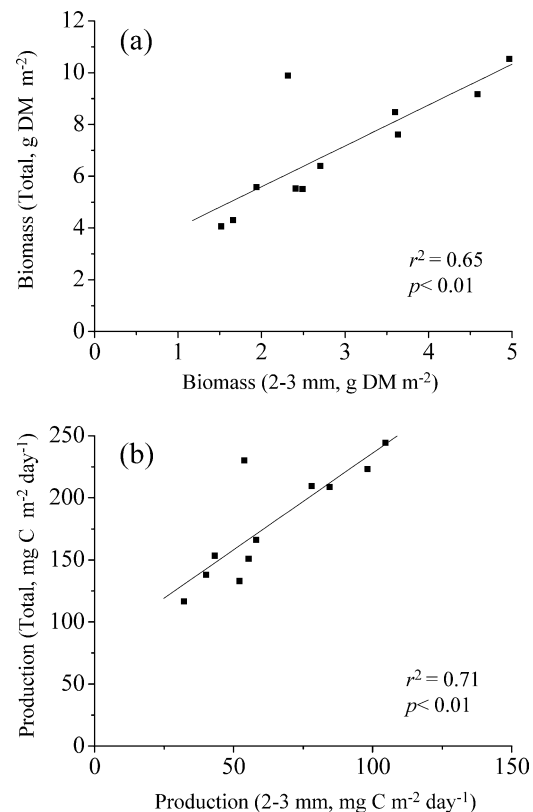 (a)
12
10
8
6
4
2
0
Biomass (Total, g DM  m⁻²)
r² = 0.65
p< 0.01
0 1 2 3 4 5
Biomass (2-3 mm, g DM m⁻²)
(b)
250
200
150
100
50
0
Production (Total, mg C  m⁻² day⁻¹)
r² = 0.71
p< 0.01
0 50 100 150
Production (2-3 mm, mg C m⁻² day⁻¹)